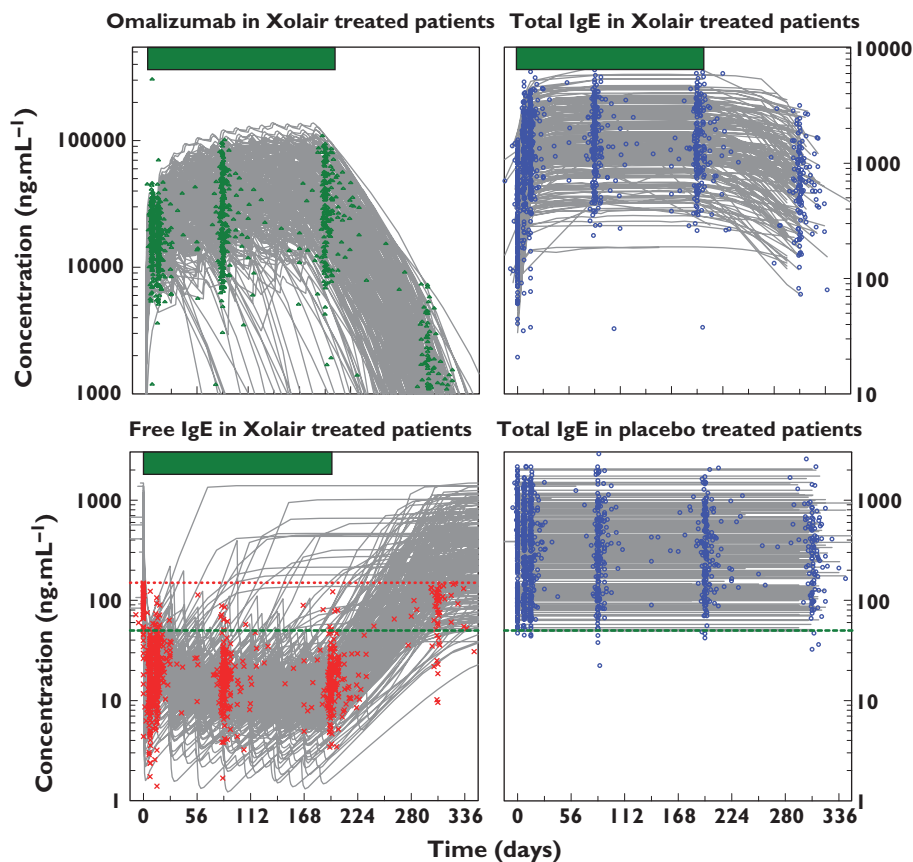 Omalizumab in Xolair treated patients
Total IgE in Xolair treated patients
Concentration (ng.mL–1)
100000
10000
1000
10000
1000
100
10
Free IgE in Xolair treated patients
Total IgE in placebo treated patients
Concentration (ng.mL–1)
1000
100
10
1
1000
100
10
1
0 56 112 168 224 280 336
0 56 112 168 224 280 336
Time (days)